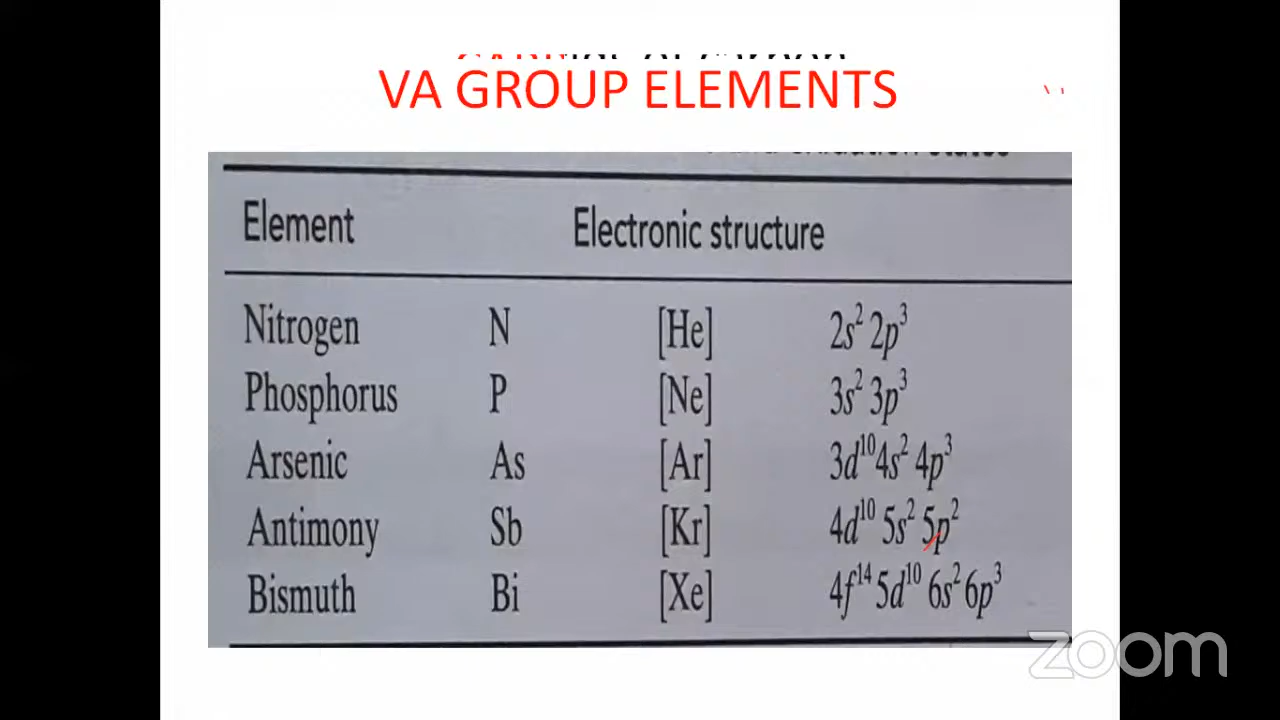 VA GROUP ELEMENTS
Element Electronic structure
Nitrogen N [He] 2s² 2p³
Phosphorus P [Ne] 3s² 3p³
Arsenic As [Ar] 3d¹⁰4s² 4p³
Antimony Sb [Kr] 4d¹⁰ 5s² 5p²
Bismuth Bi [Xe] 4f¹⁴ 5d¹⁰ 6s² 6p³
zoom